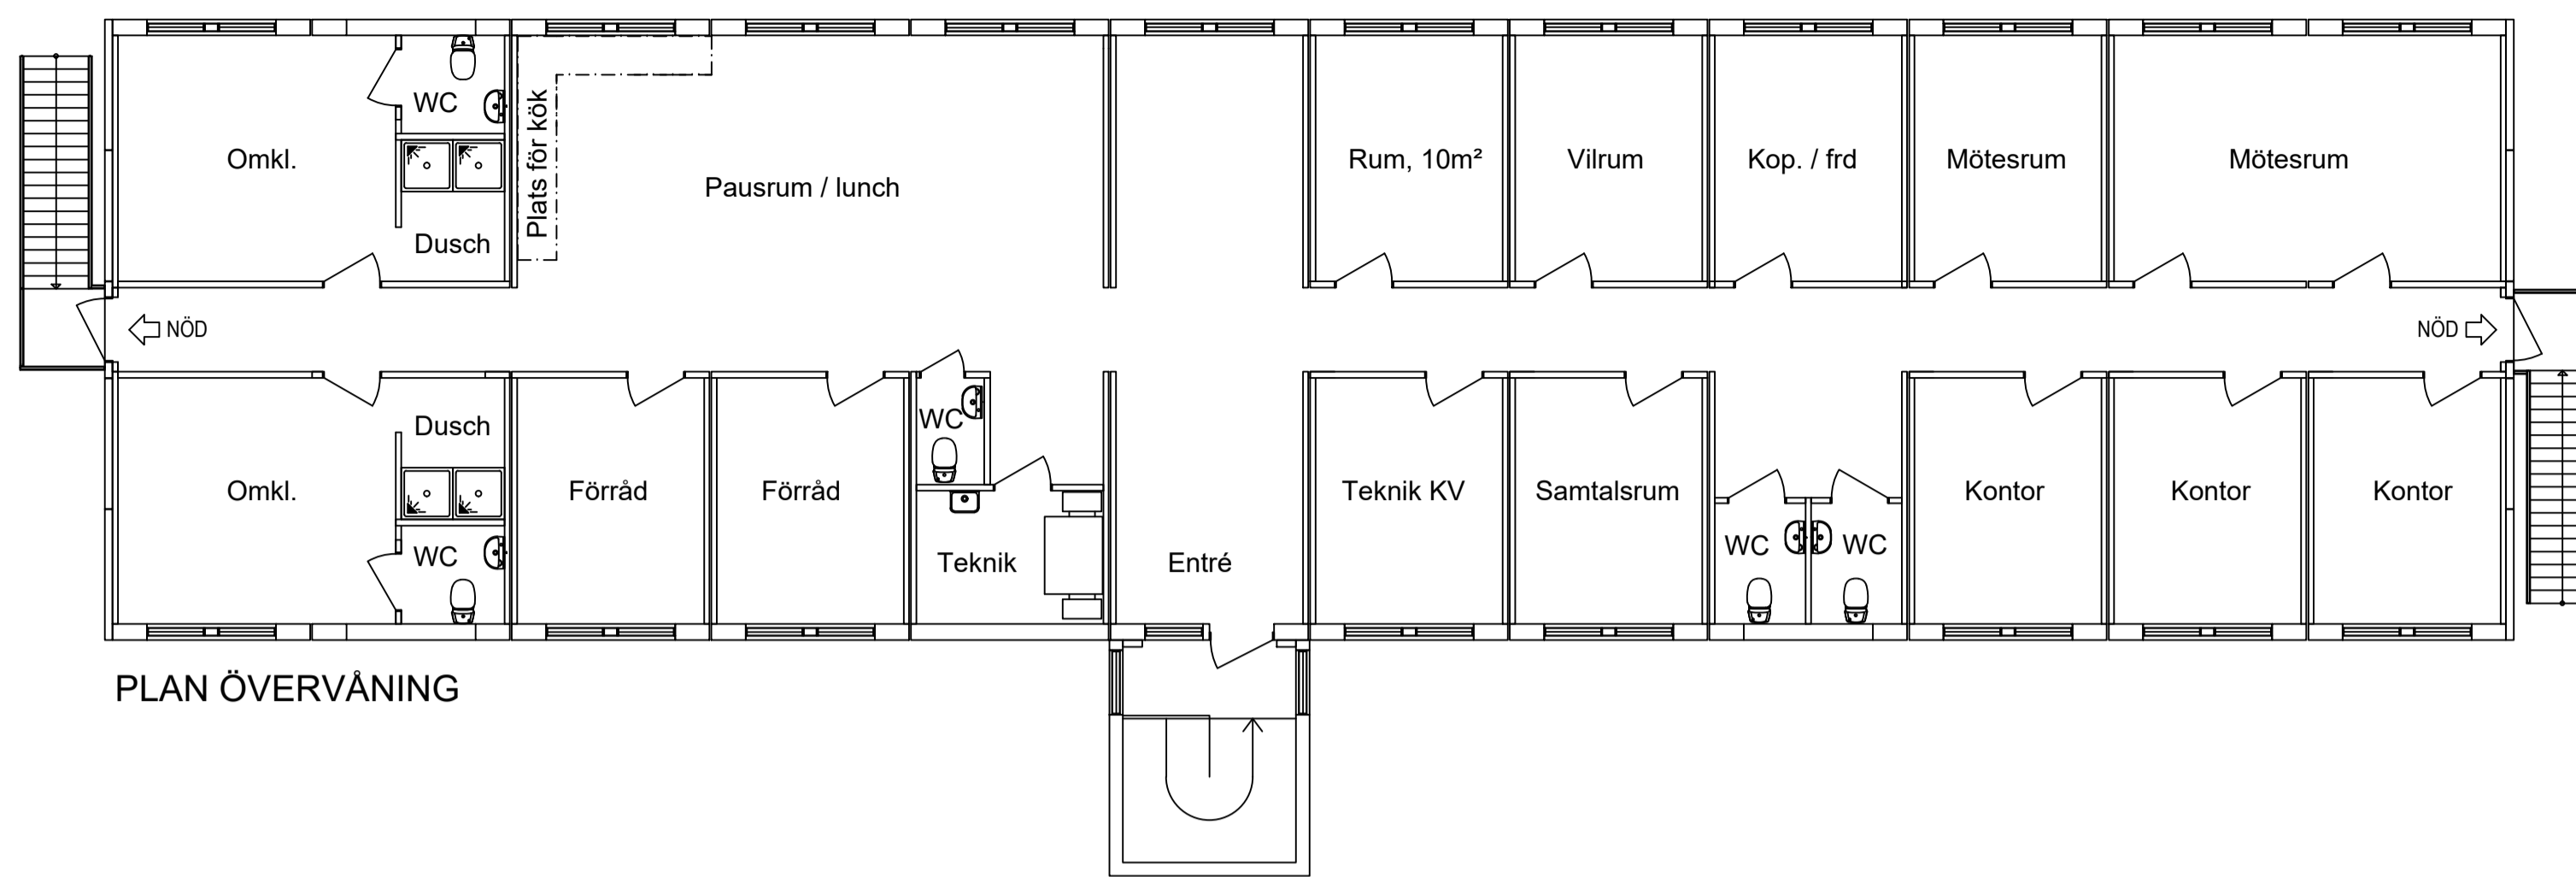 WC
Omkl.
Plats för kök
Pausrum / lunch
Rum, 10m²
Vilrum
Kop. / frd
Mötesrum
Mötesrum
Dusch
NÖD
NÖD
Dusch
WC
Omkl.
Förråd
Förråd
Teknik KV
Samtalsrum
Kontor
Kontor
Kontor
WC
Teknik
Entré
WC
WC
PLAN ÖVERVÅNING